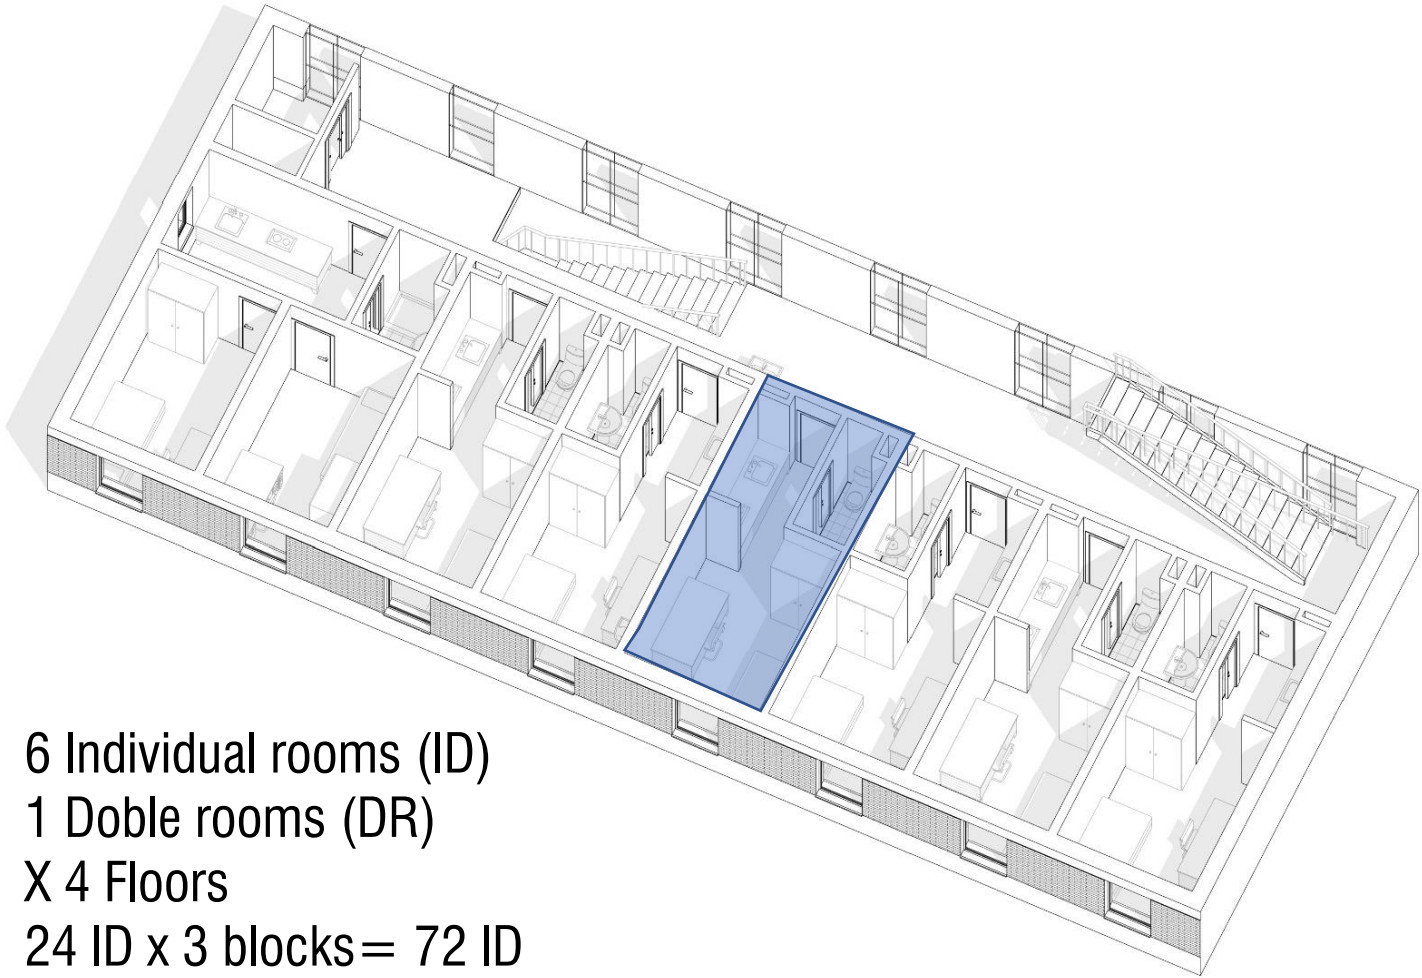 6 Individual rooms (ID)
1 Doble rooms (DR)
X 4 Floors
24 ID x 3 blocks= 72 ID